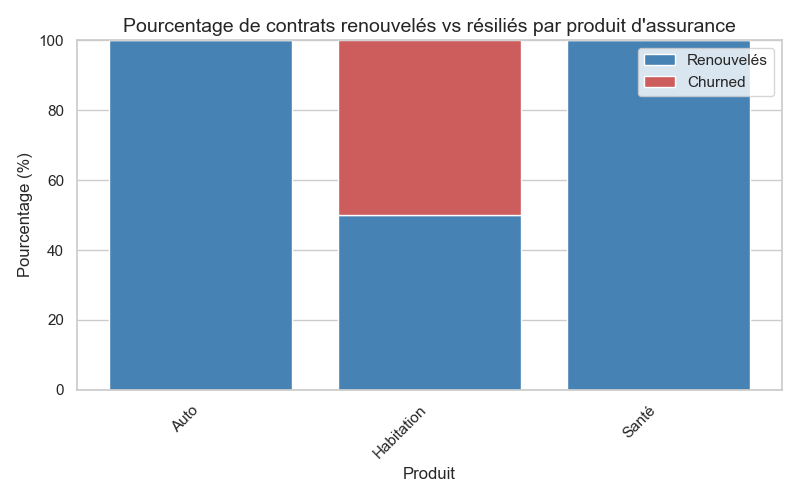 Pourcentage de contrats renouvelés vs résiliés par produit d'assurance
Renouvelés
Churned
Pourcentage (%)
100
80
60
40
20
0
Auto
Habitation
Santé
Produit